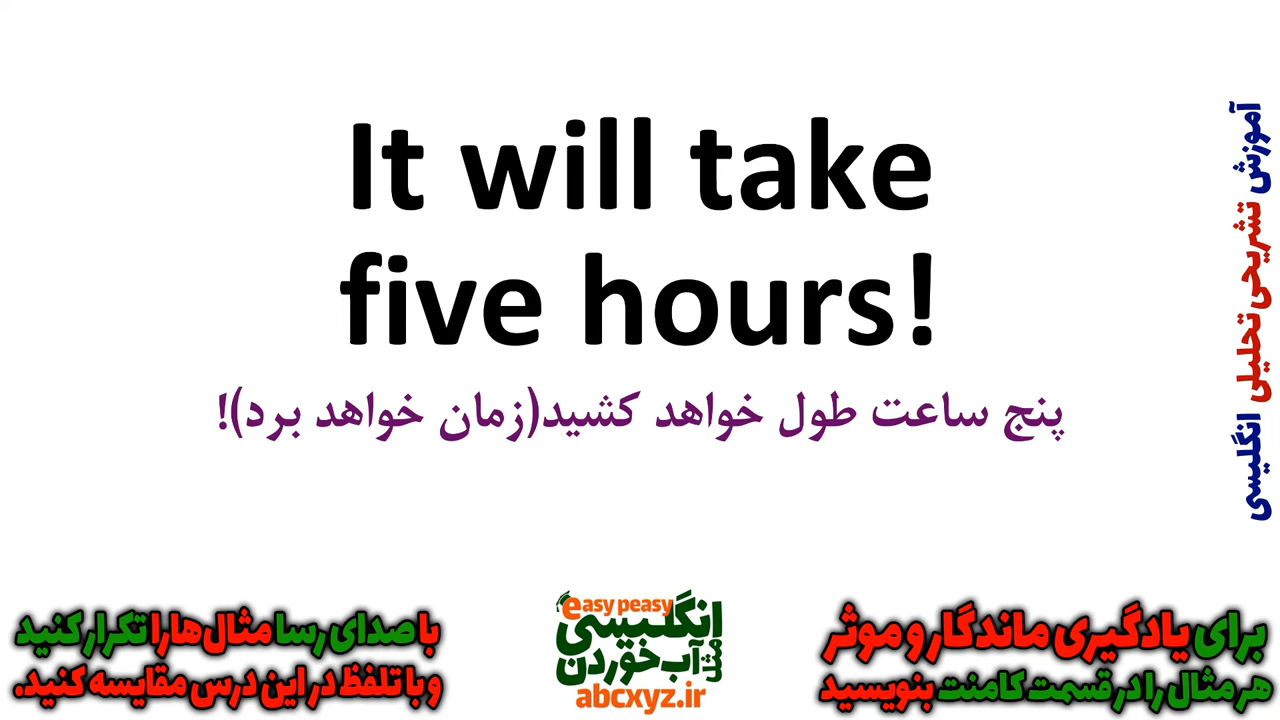 It will take
five hours!
پنج ساعت طول خواهد کشید(زمان خواهد برد)!
آموزش تشریحی تحلیلی انگلیسی
با صدای رسا مثال‌ها را تکرار کنید
و با تلفظ در این درس مقایسه کنید.
easy peasy
انگلیسی
مثل
آب خوردن
abcxyz.ir
برای یادگیری ماندگار و موثر
هر مثال را در قسمت کامنت بنویسید